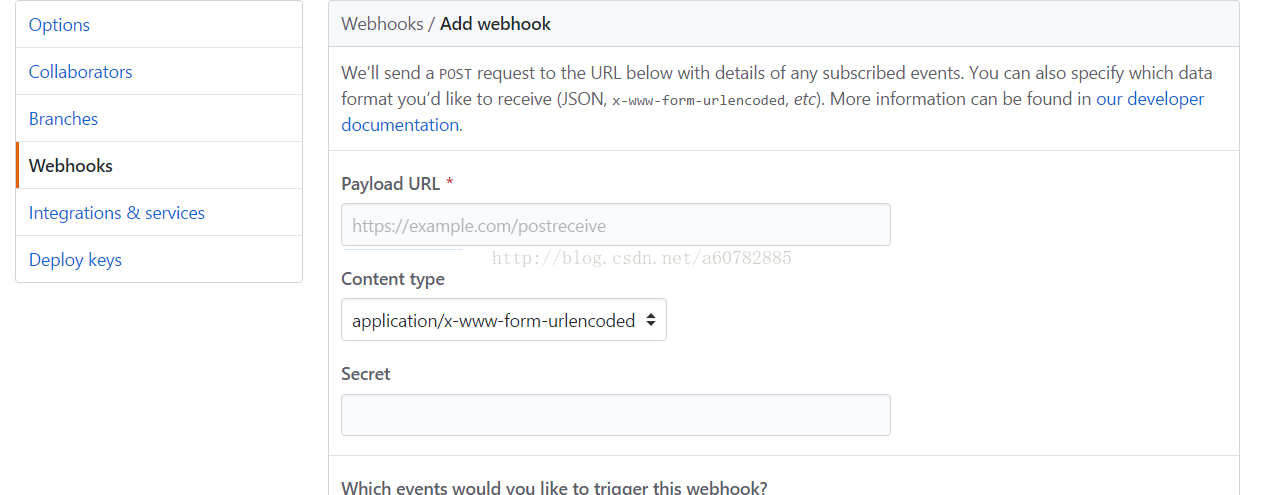 Options
Collaborators
Branches
Webhooks
Integrations & services
Deploy keys
Webhooks / Add webhook
We’ll send a POST request to the URL below with details of any subscribed events. You can also specify which data
format you’d like to receive (JSON, x-www-form-urlencoded, etc). More information can be found in our developer
documentation.
Payload URL *
https://example.com/postreceive
http://blog.csdn.net/a60782885
Content type
application/x-www-form-urlencoded
Secret
Which events would you like to trigger this webhook?